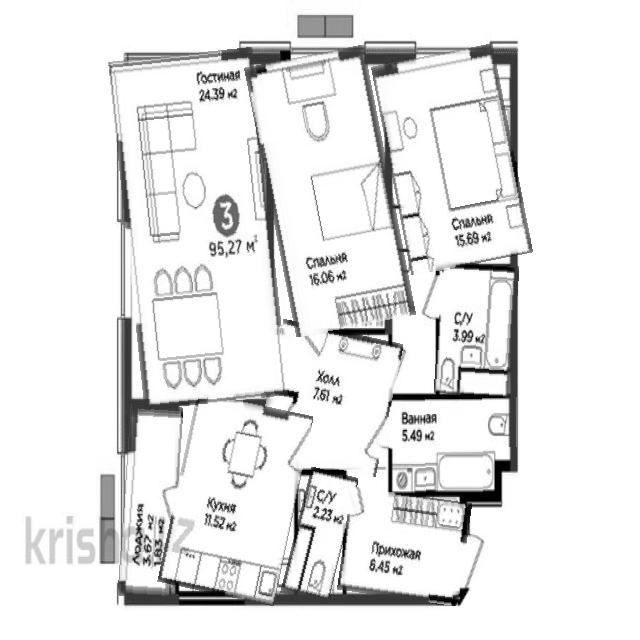 Гостиная
24.39 м²
3
95,27 м²
Спальня
16.06 м²
Спальня
15.69 м²
С/У
3.99 м²
Холл
7.61 м²
Ванная
5.49 м²
Кухня
11.52 м²
С/У
2.23 м²
Прихожая
6.45 м²
Лоджия
3.67 м²
1.83 м²
krisha.kz